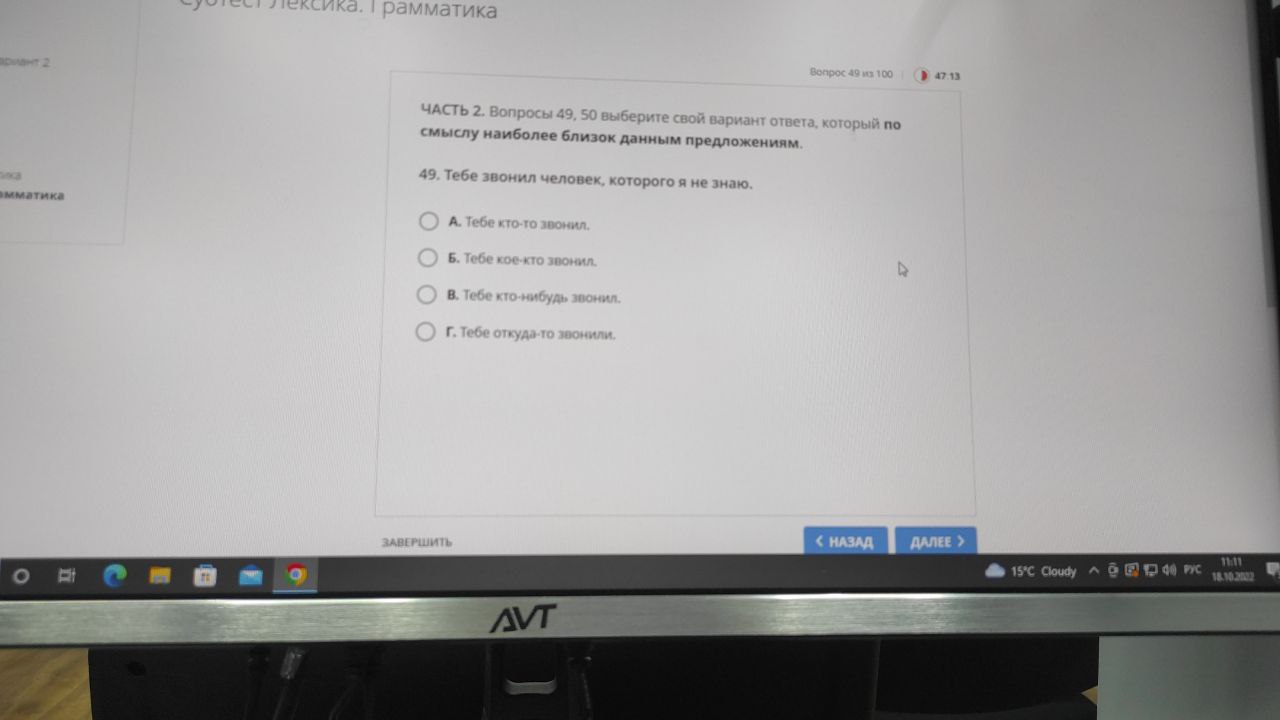 Субтест Лексика. Грамматика
ариант 2
Вопрос 49 из 100 47:13
ЧАСТЬ 2. Вопросы 49, 50 выберите свой вариант ответа, который по
смыслу наиболее близок данным предложениям.
ика
амматика
49. Тебе звонил человек, которого я не знаю.
А. Тебе кто-то звонил.
Б. Тебе кое-кто звонил.
В. Тебе кто-нибудь звонил.
Г. Тебе откуда-то звонили.
ЗАВЕРШИТЬ
НАЗАД
ДАЛЕЕ
15°C Cloudy
РУС
11:11
18.10.2022
AVT